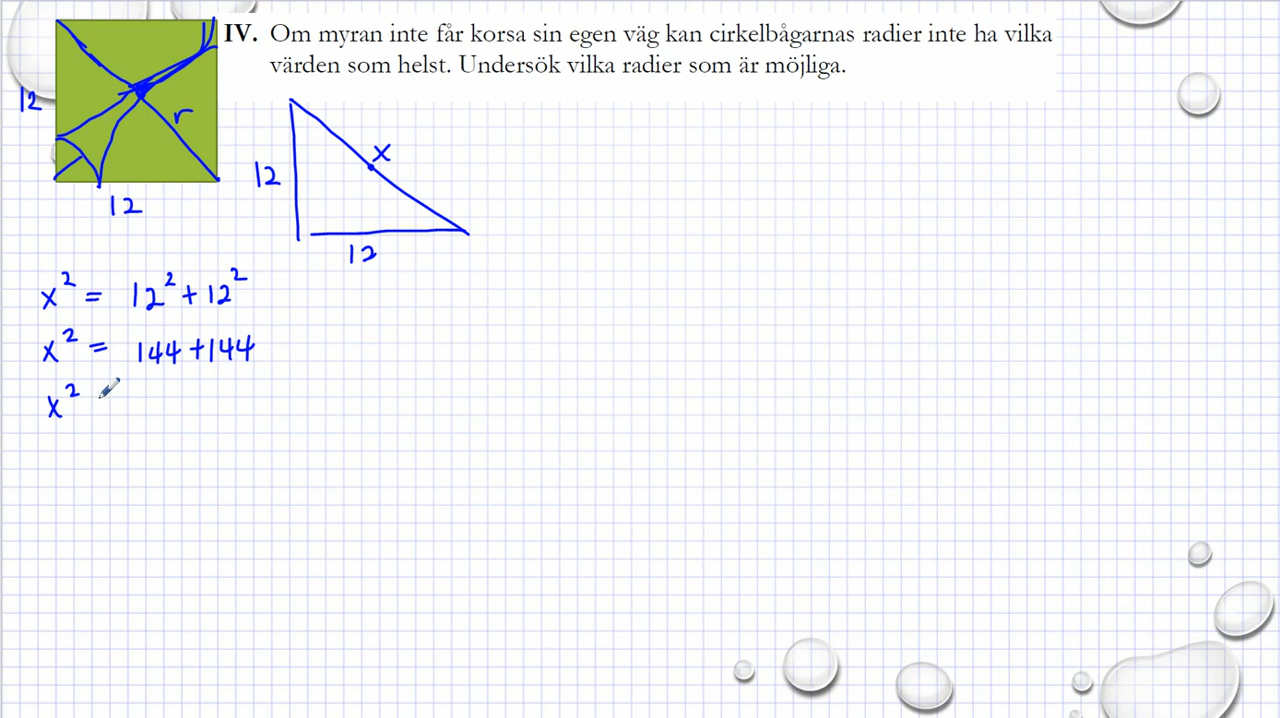 IV. Om myran inte får korsa sin egen väg kan cirkelbågarnas radier inte ha vilka
värden som helst. Undersök vilka radier som är möjliga.
12
r
12
x
12
12
x² = 12² + 12²
x² = 144 + 144
x²